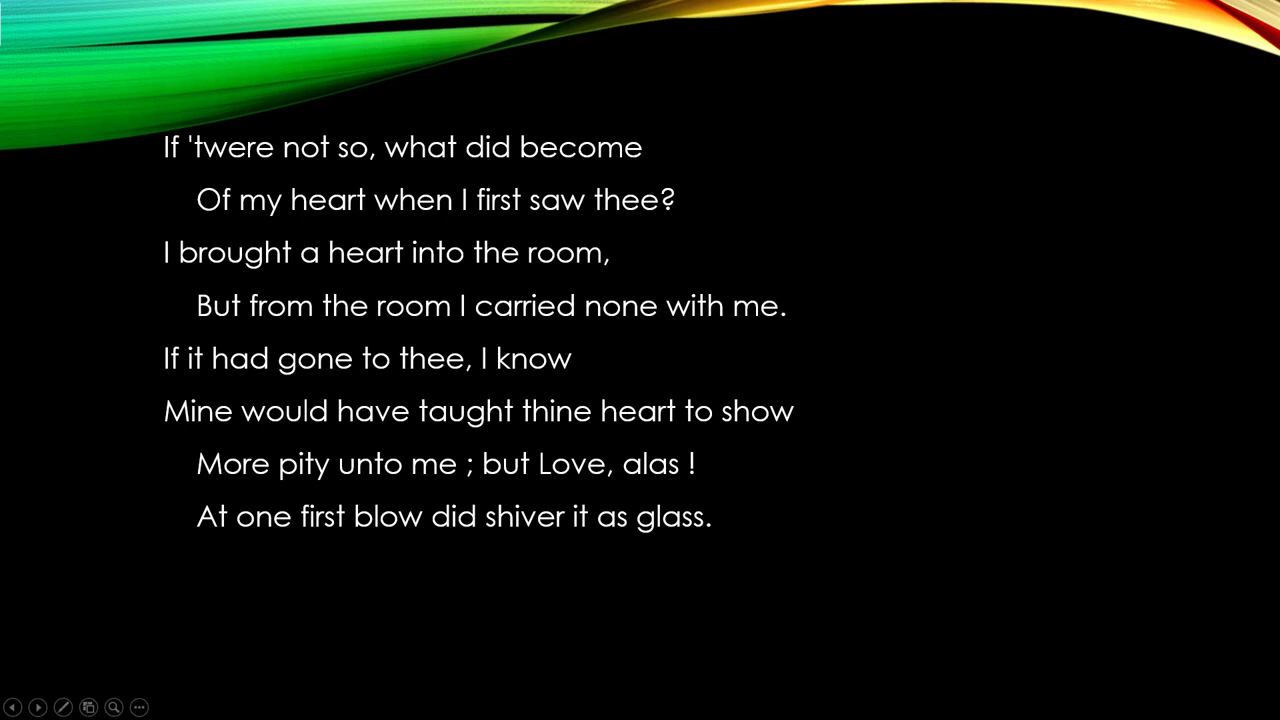 If 'twere not so, what did become
Of my heart when I first saw thee?
I brought a heart into the room,
But from the room I carried none with me.
If it had gone to thee, I know
Mine would have taught thine heart to show
More pity unto me ; but Love, alas !
At one first blow did shiver it as glass.